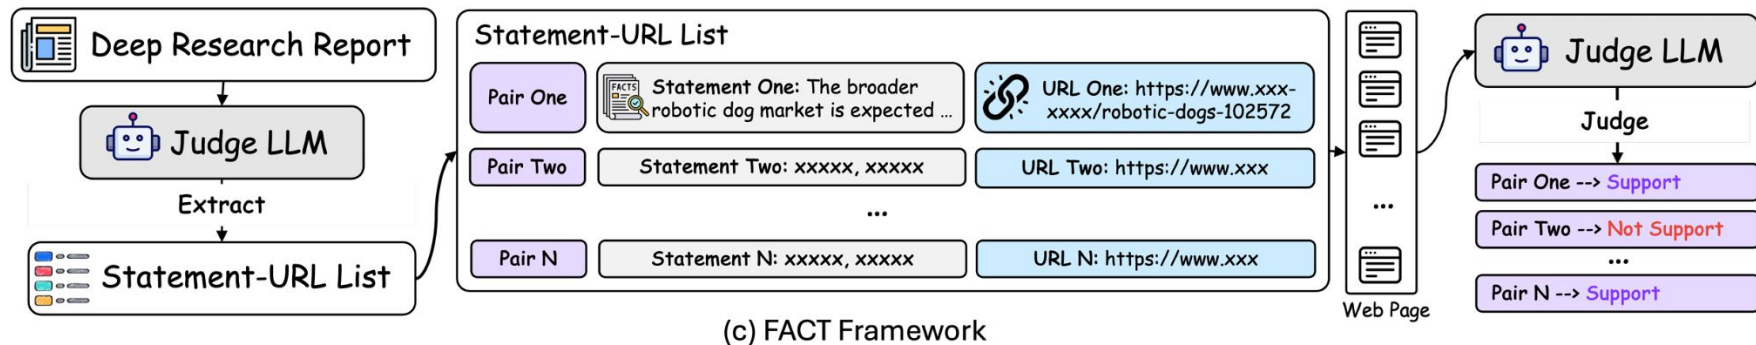 Deep Research Report
Judge LLM
Extract
Statement-URL List
Statement-URL List
Pair One
FACTS
Statement One: The broader
robotic dog market is expected ...
URL One: https://www.xxx-
xxxx/robotic-dogs-102572
Pair Two
Statement Two: xxxxx, xxxxx
URL Two: https://www.xxx
...
Pair N
Statement N: xxxxx, xxxxx
URL N: https://www.xxx
...
Web Page
Judge LLM
Judge
Pair One --> Support
Pair Two --> Not Support
...
Pair N --> Support
(c) FACT Framework